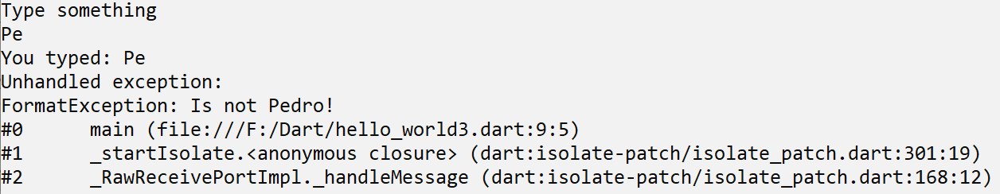 Type something
Pe
You typed: Pe
Unhandled exception:
FormatException: Is not Pedro!
#0      main (file:///F:/Dart/hello_world3.dart:9:5)
#1      _startIsolate.<anonymous closure> (dart:isolate-patch/isolate_patch.dart:301:19)
#2      _RawReceivePortImpl._handleMessage (dart:isolate-patch/isolate_patch.dart:168:12)